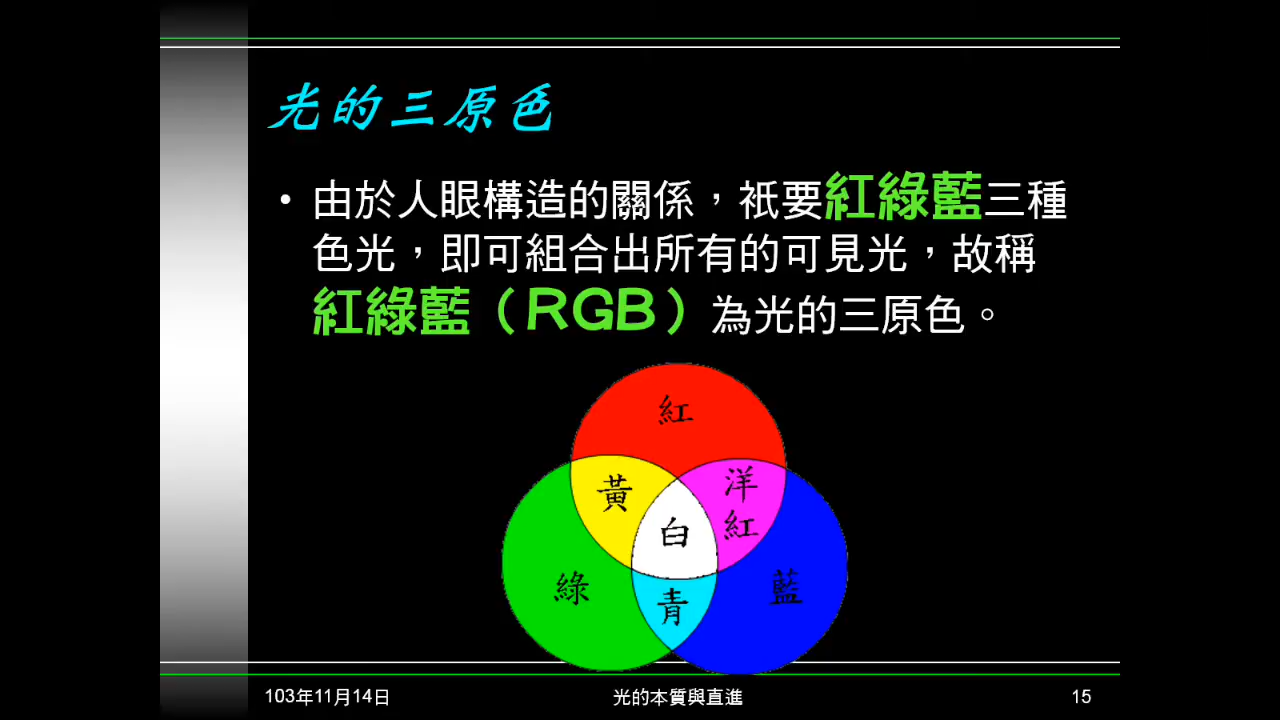 光的三原色
• 由於人眼構造的關係，祇要紅綠藍三種
色光，即可組合出所有的可見光，故稱
紅綠藍（RGB）為光的三原色。
紅
黃
洋
紅
白
綠
青
藍
103年11月14日
光的本質與直進
15